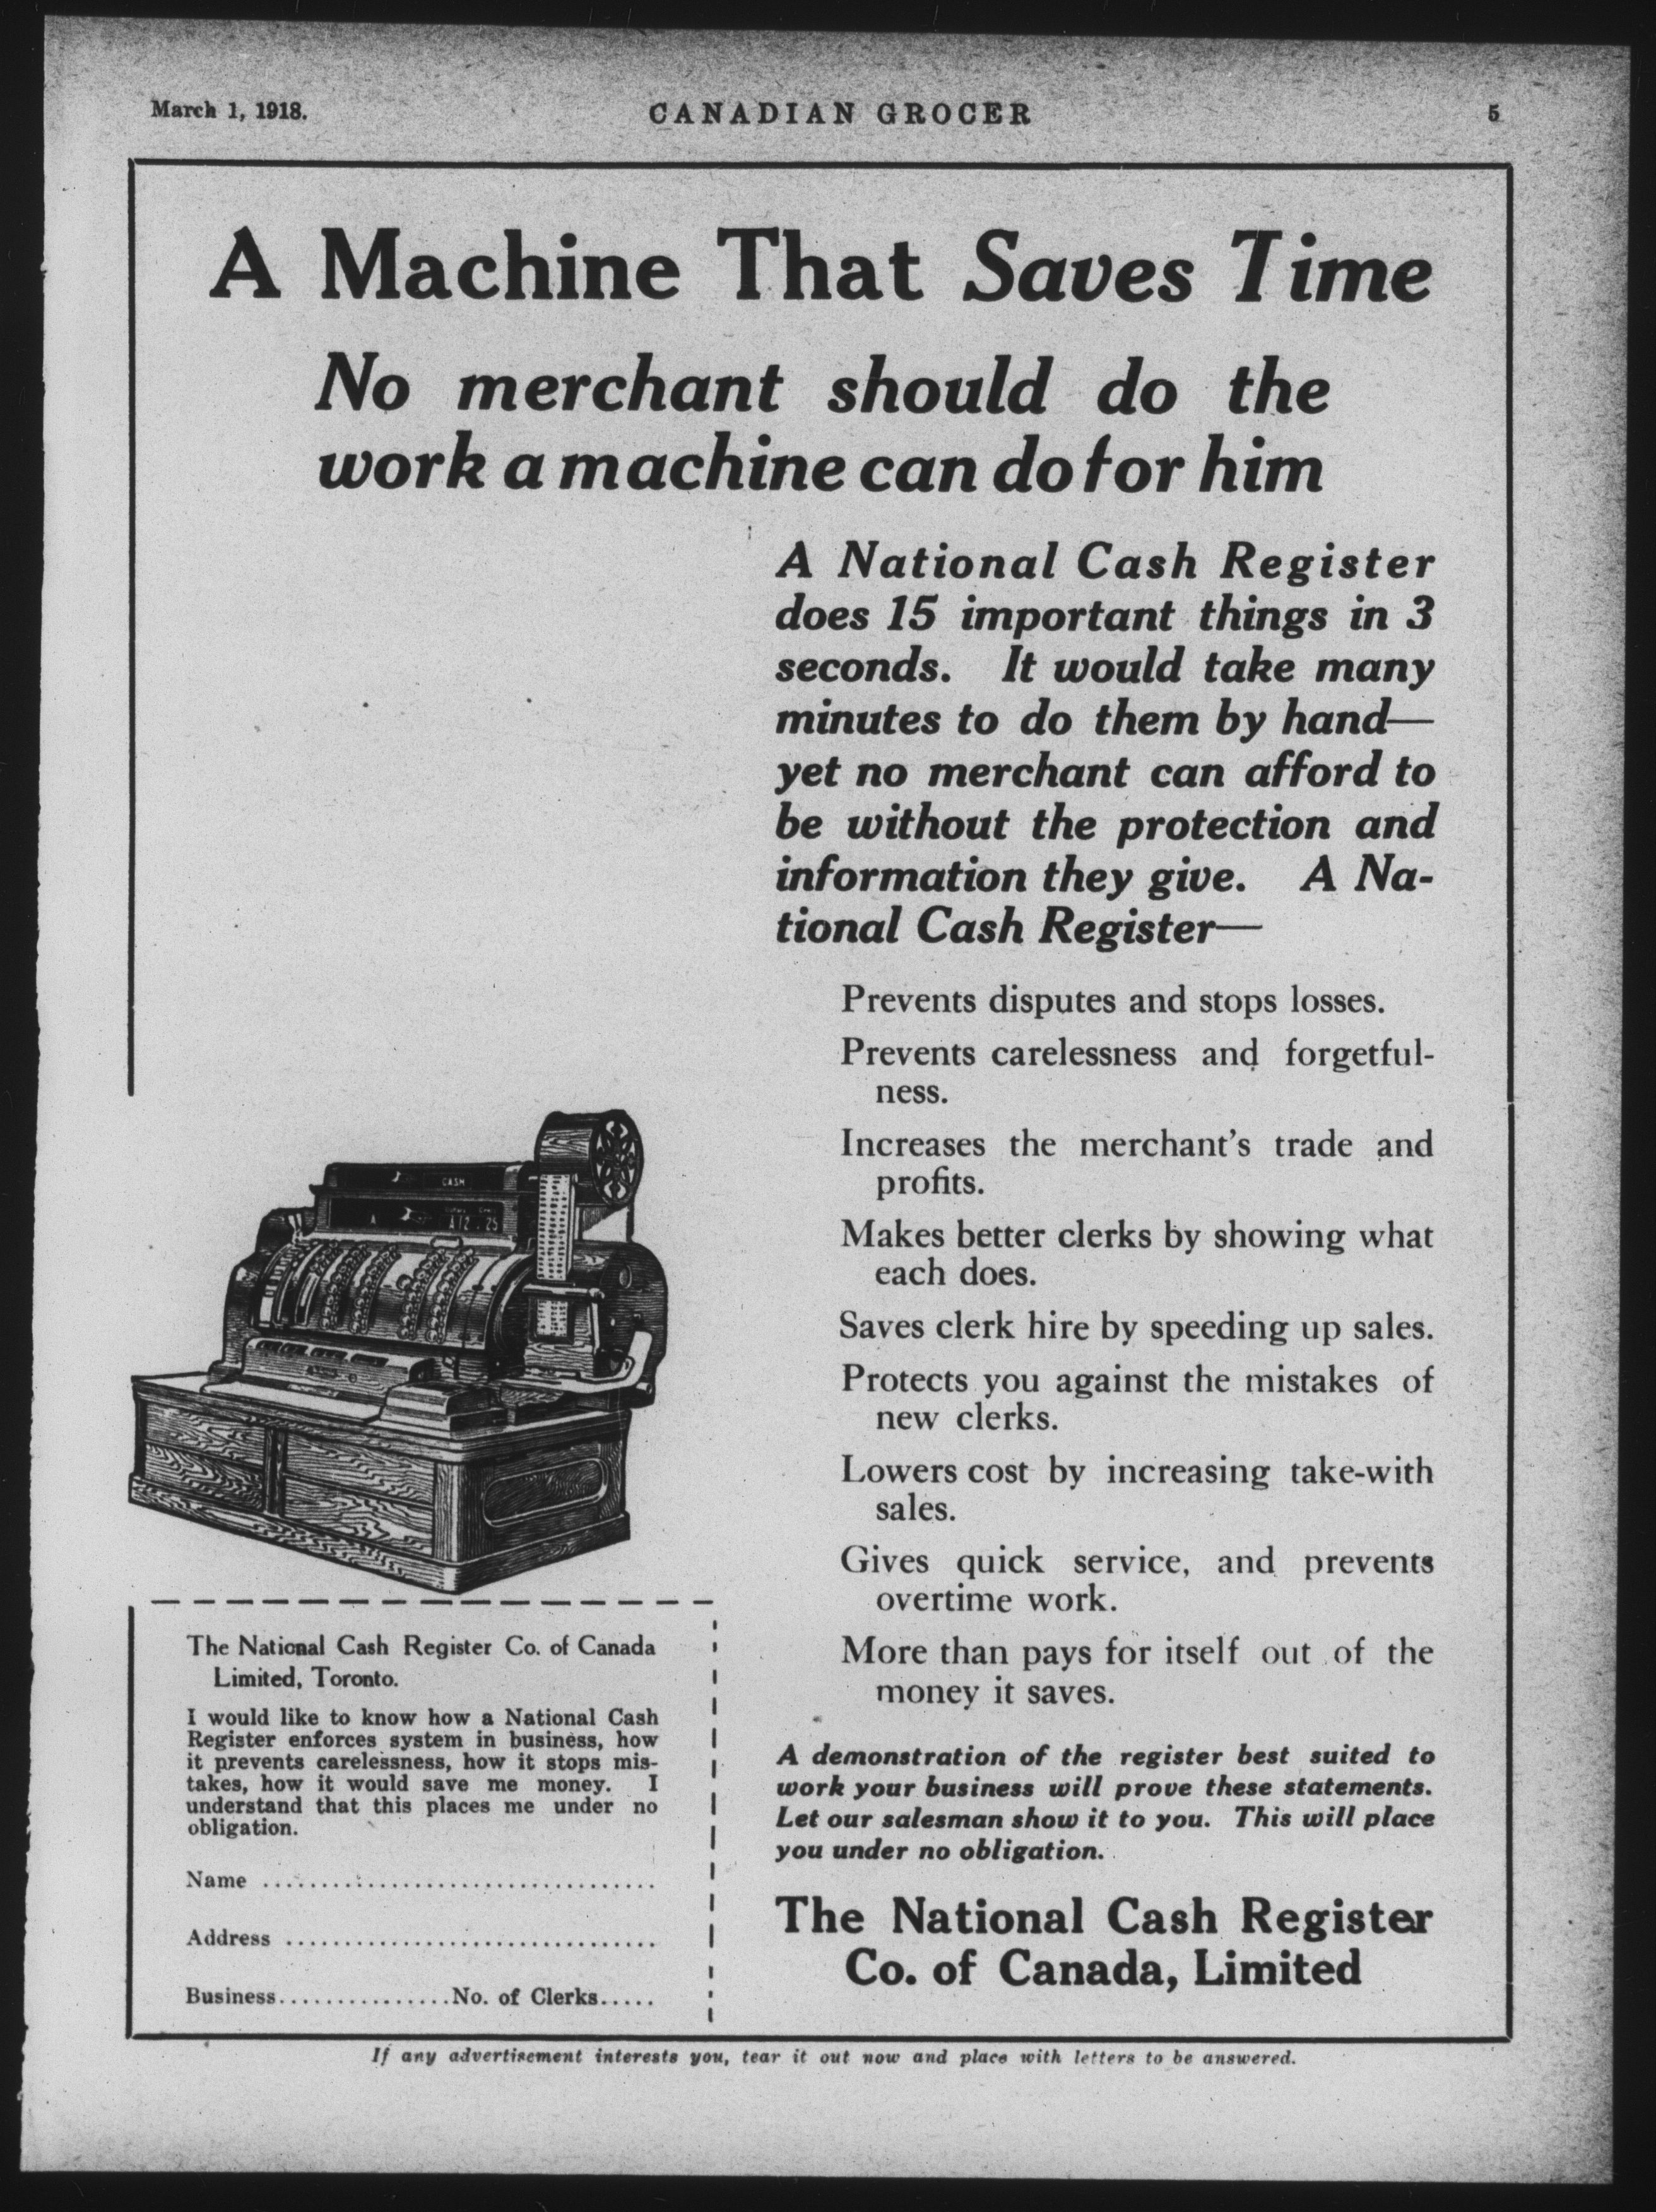 March 1, 1918.
CANADIAN GROCER
5
A Machine That Saves Time
No merchant should do the
work a machine can do for him
A National Cash Register
does 15 important things in 3
seconds. It would take many
minutes to do them by hand—
yet no merchant can afford to
be without the protection and
information they give. A Na-
tional Cash Register—
Prevents disputes and stops losses.
Prevents carelessness and forgetful-
ness.
Increases the merchant's trade and
profits.
Makes better clerks by showing what
each does.
Saves clerk hire by speeding up sales.
Protects you against the mistakes of
new clerks.
Lowers cost by increasing take-with
sales.
Gives quick service, and prevents
overtime work.
More than pays for itself out of the
money it saves.
A demonstration of the register best suited to
work your business will prove these statements.
Let our salesman show it to you. This will place
you under no obligation.
The National Cash Register
Co. of Canada, Limited
CASH
A 12 25
The National Cash Register Co. of Canada
Limited, Toronto.
I would like to know how a National Cash
Register enforces system in business, how
it prevents carelessness, how it stops mis-
takes, how it would save me money. I
understand that this places me under no
obligation.
Name ..................................
Address ................................
Business...............No. of Clerks.....
If any advertisement interests you, tear it out now and place with letters to be answered.